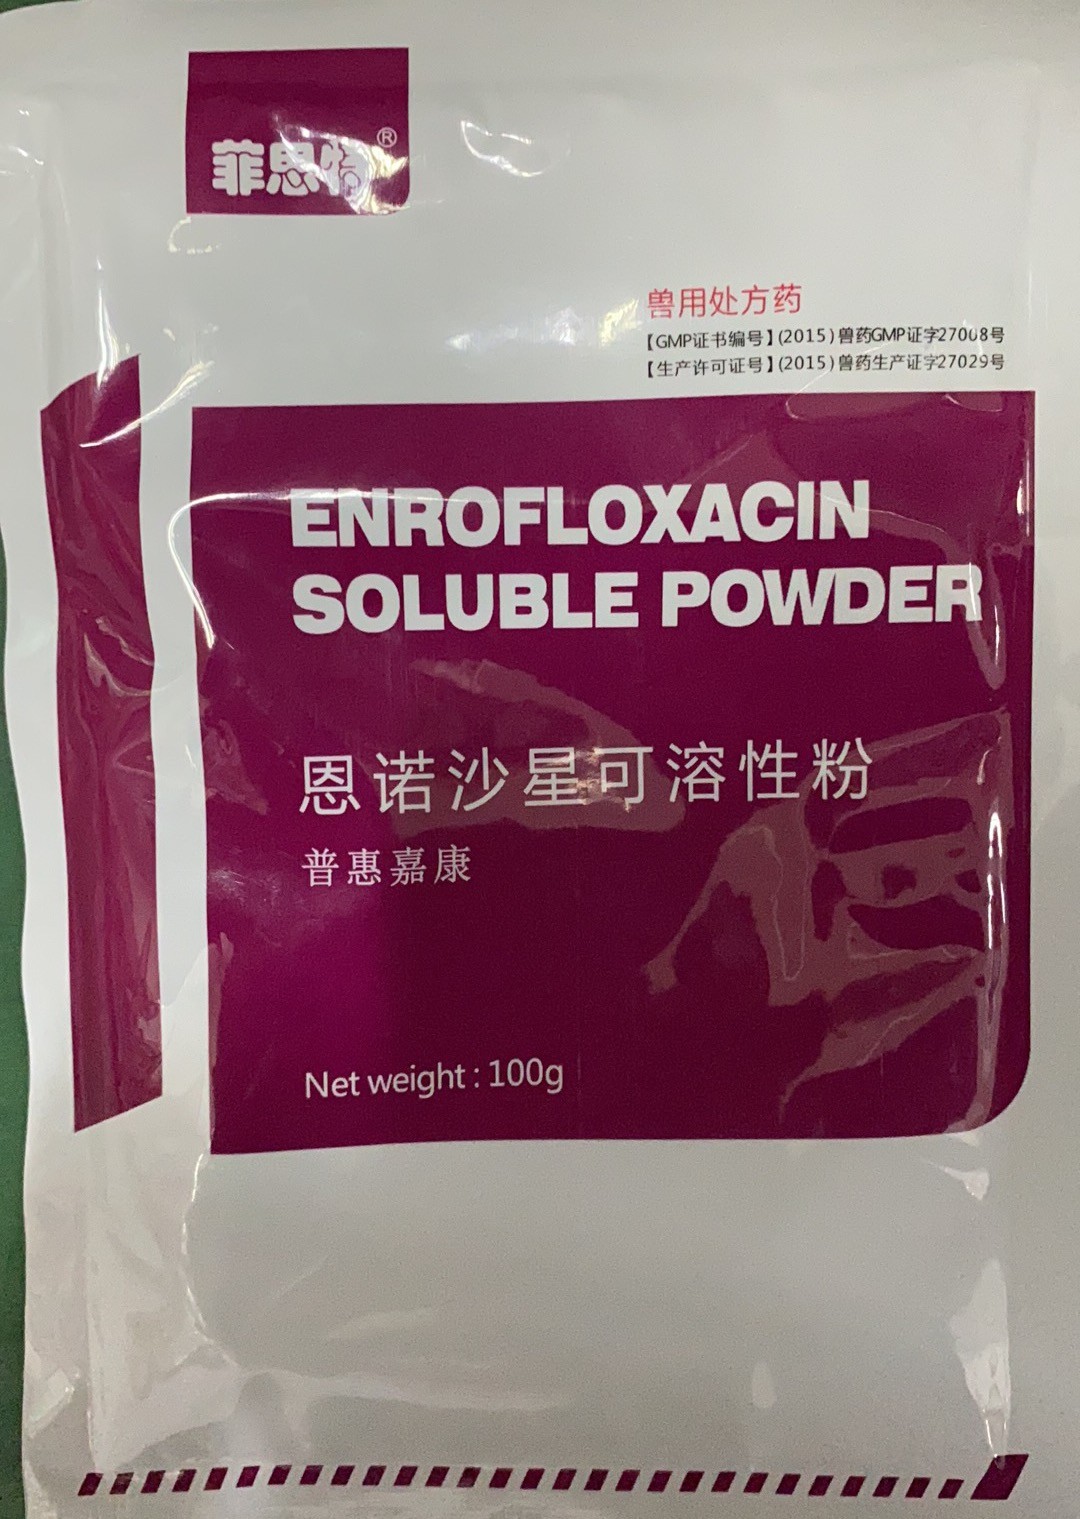 菲思特®
兽用处方药
【GMP证书编号】(2015)兽药GMP证字27008号
【生产许可证号】(2015)兽药生产证字27029号
ENROFLOXACIN
SOLUBLE POWDER
恩诺沙星可溶性粉
普惠嘉康
Net weight : 100g